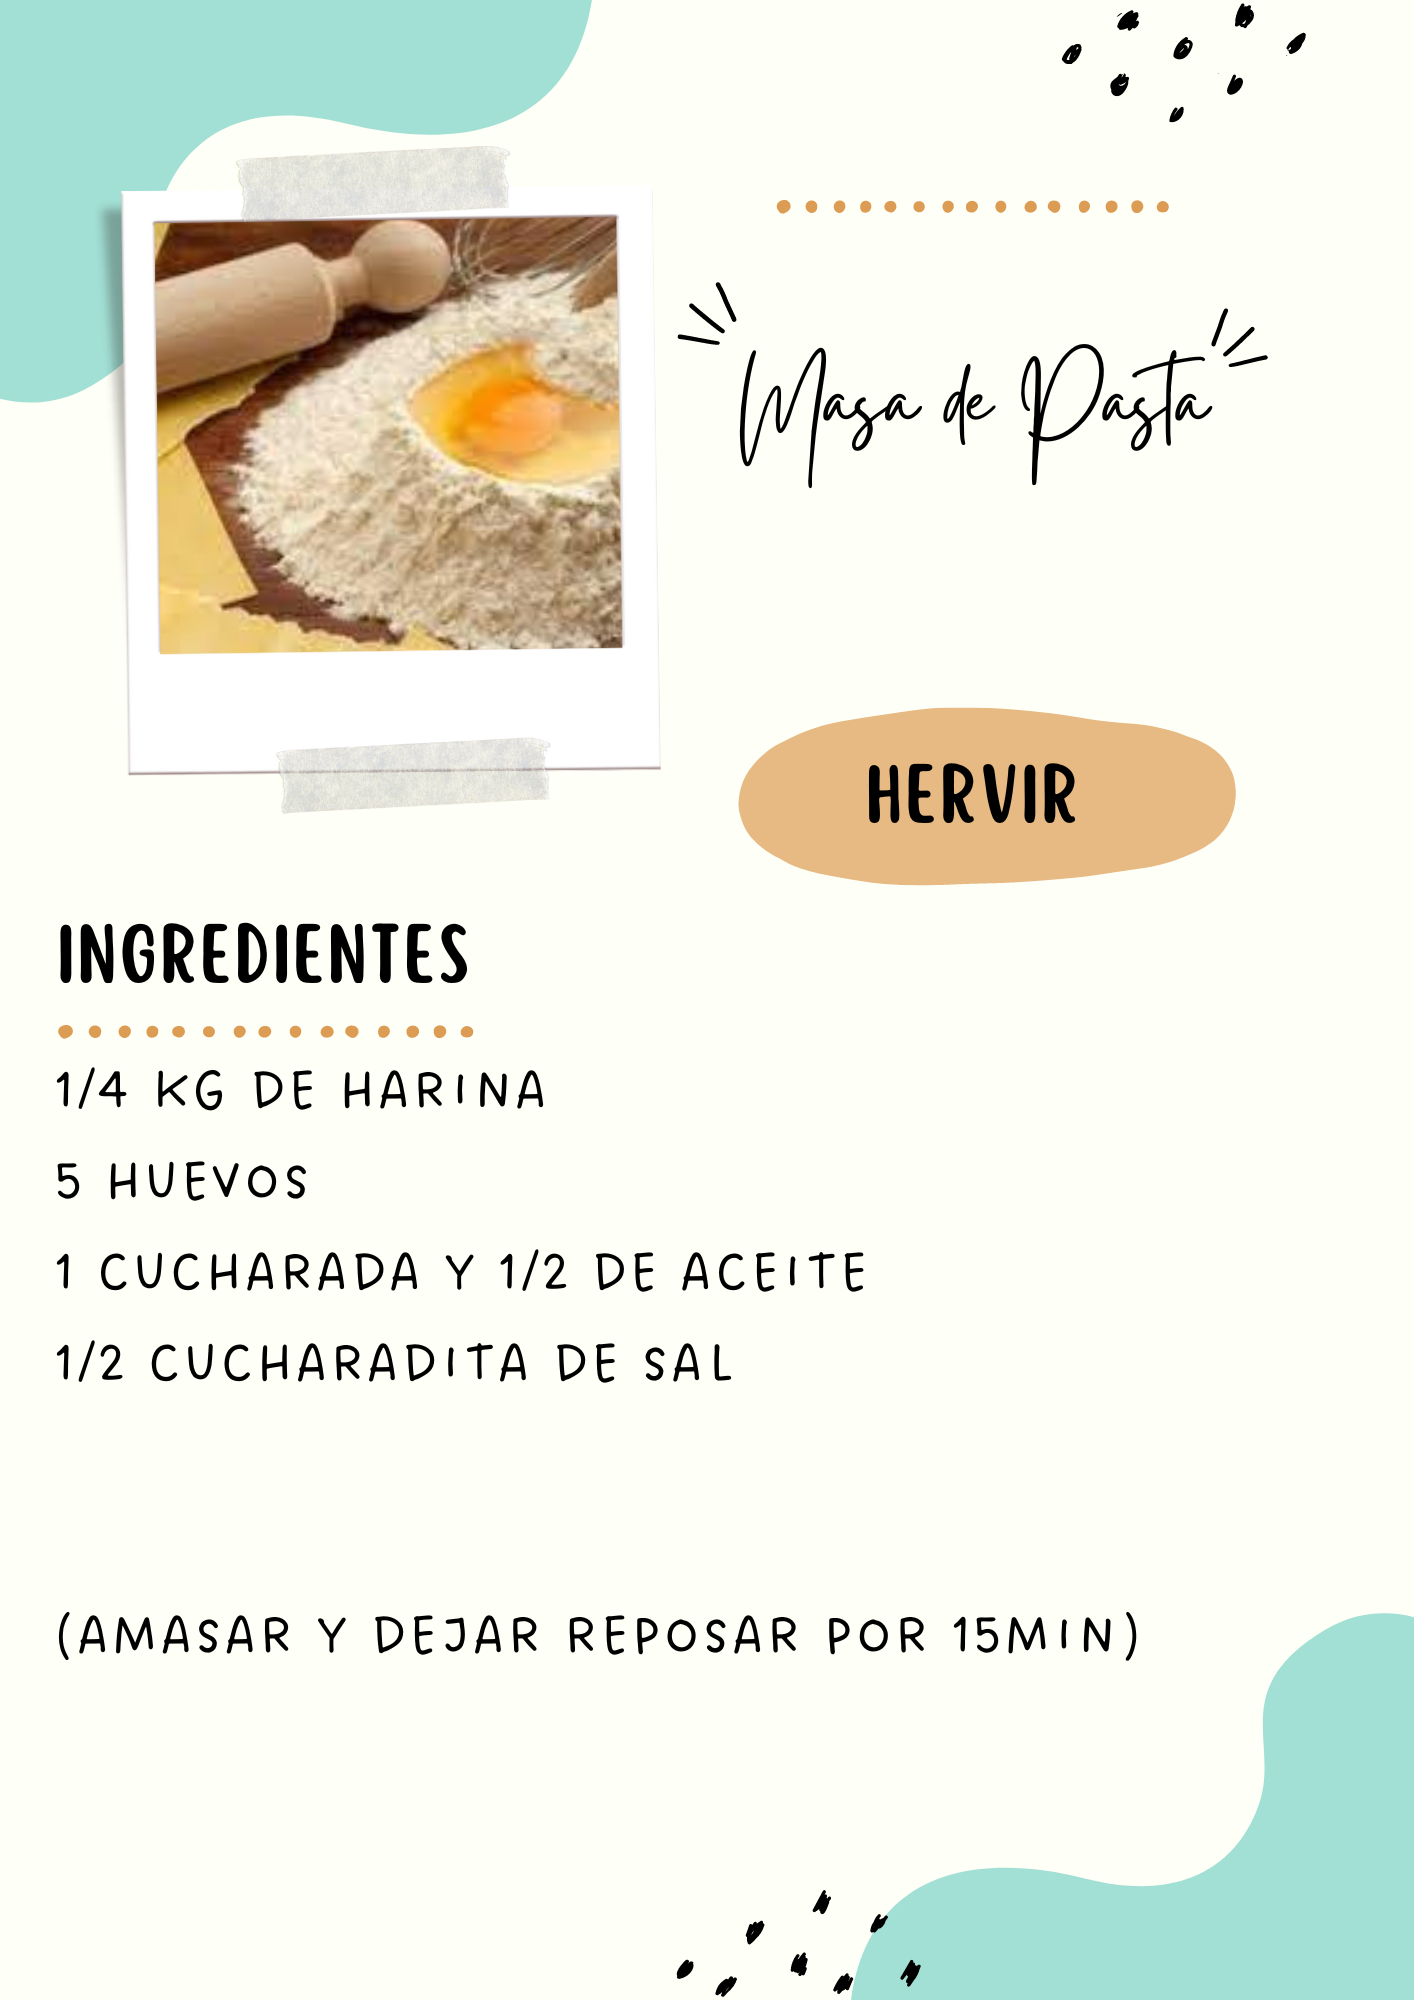 Masa de Pasta
HERVIR
INGREDIENTES
1/4 KG DE HARINA
5 HUEVOS
1 CUCHARADA Y 1/2 DE ACEITE
1/2 CUCHARADITA DE SAL
(AMASAR Y DEJAR REPOSAR POR 15MIN)